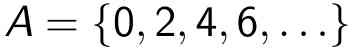 A = {0, 2, 4, 6, . . .}